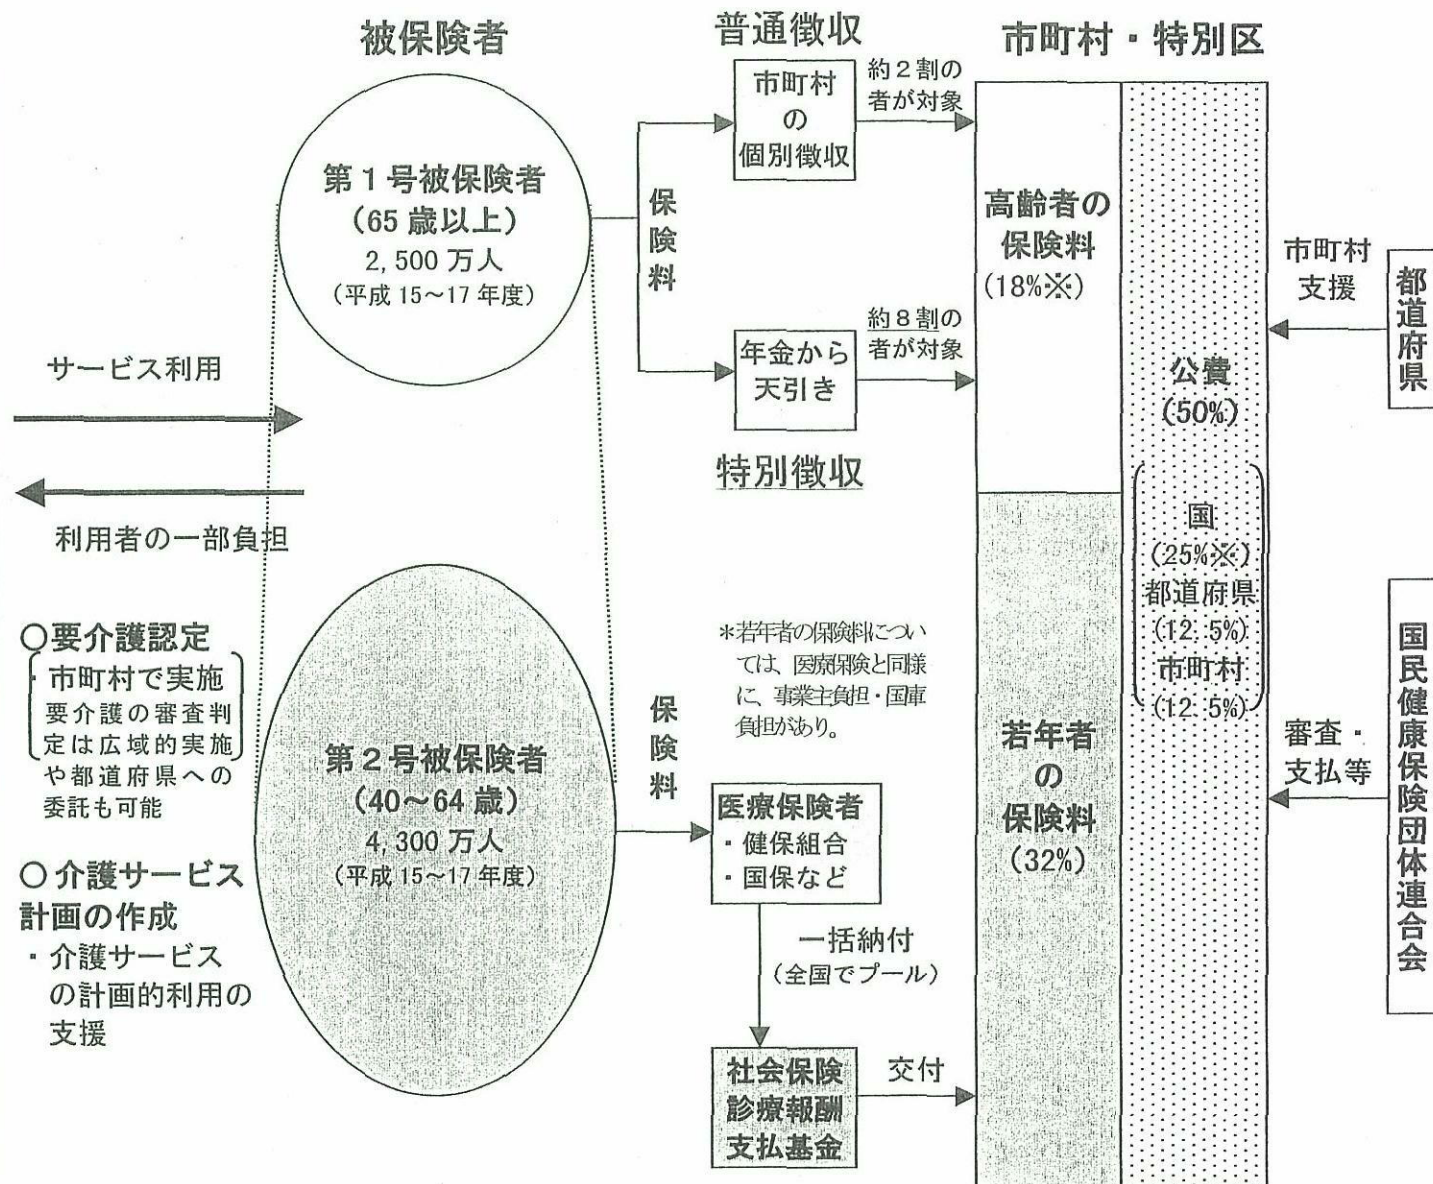 被保険者
普通徴収
市町村・特別区
第1号被保険者
(65歳以上)
2,500万人
(平成15～17年度)
サービス利用
利用者の一部負担
○要介護認定
・市町村で実施
要介護の審査判
定は広域的実施
や都道府県への
委託も可能
○介護サービス
計画の作成
・介護サービス
の計画的利用の
支援
第2号被保険者
(40～64歳)
4,300万人
(平成15～17年度)
保険料
市町村
の
個別徴収
約2割の
者が対象
年金から
天引き
約8割の
者が対象
特別徴収
*若年者の保険料につい
ては、医療保険と同様
に、事業主負担・国庫
負担があり。
保険料
医療保険者
・健保組合
・国保など
一括納付
(全国でプール)
社会保険
診療報酬
支払基金
交付
高齢者の
保険料
(18%※)
若年者
の
保険料
(32%)
公費
(50%)
国
(25%※)
都道府県
(12.5%)
市町村
(12.5%)
市町村
支援
都道府県
審査・
支払等
国民健康保険団体連合会